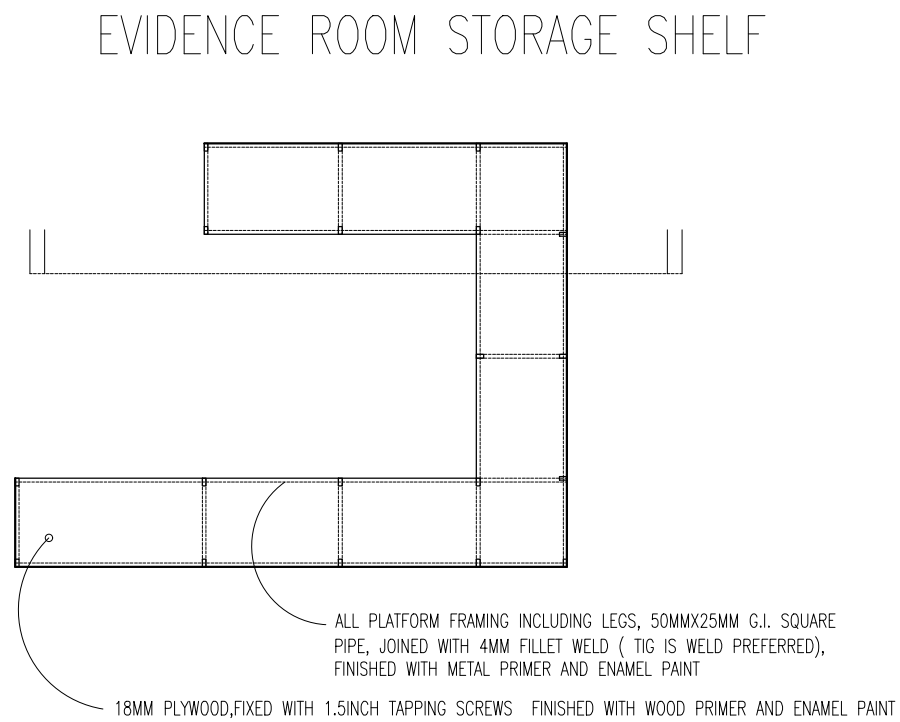 EVIDENCE ROOM STORAGE SHELF
ALL PLATFORM FRAMING INCLUDING LEGS, 50MMX25MM G.I. SQUARE
PIPE, JOINED WITH 4MM FILLET WELD ( TIG IS WELD PREFERRED),
FINISHED WITH METAL PRIMER AND ENAMEL PAINT
18MM PLYWOOD,FIXED WITH 1.5INCH TAPPING SCREWS FINISHED WITH WOOD PRIMER AND ENAMEL PAINT